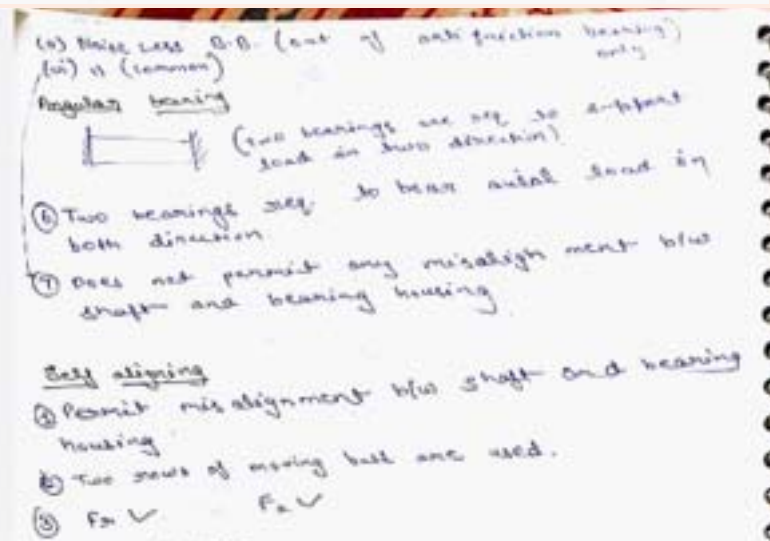 (v) Noise Less B.B. (out of anti friction bearing) only
(vi) is (common)
Angular bearing
(two bearings are req to support
load in two direction)
⑥ Two bearings req. to bear axial load in
both direction
⑦ Does not permit any misalignment b/w
shaft and bearing housing
Self aligning
① Permit misalignment b/w shaft and bearing
housing
② Two rows of moving ball are used.
③ Fr ✓ Fa ✓